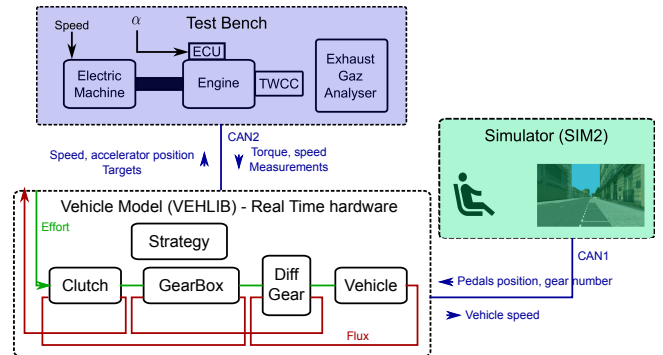 Test Bench
Speed
α
ECU
Electric
Machine
Engine
TWCC
Exhaust
Gaz
Analyser
CAN2
Speed, accelerator position
Targets
Torque, speed
Measurements
Simulator (SIM2)
CAN1
Pedals position, gear number
Vehicle speed
Vehicle Model (VEHLIB) - Real Time hardware
Effort
Strategy
Clutch
GearBox
Diff
Gear
Vehicle
Flux